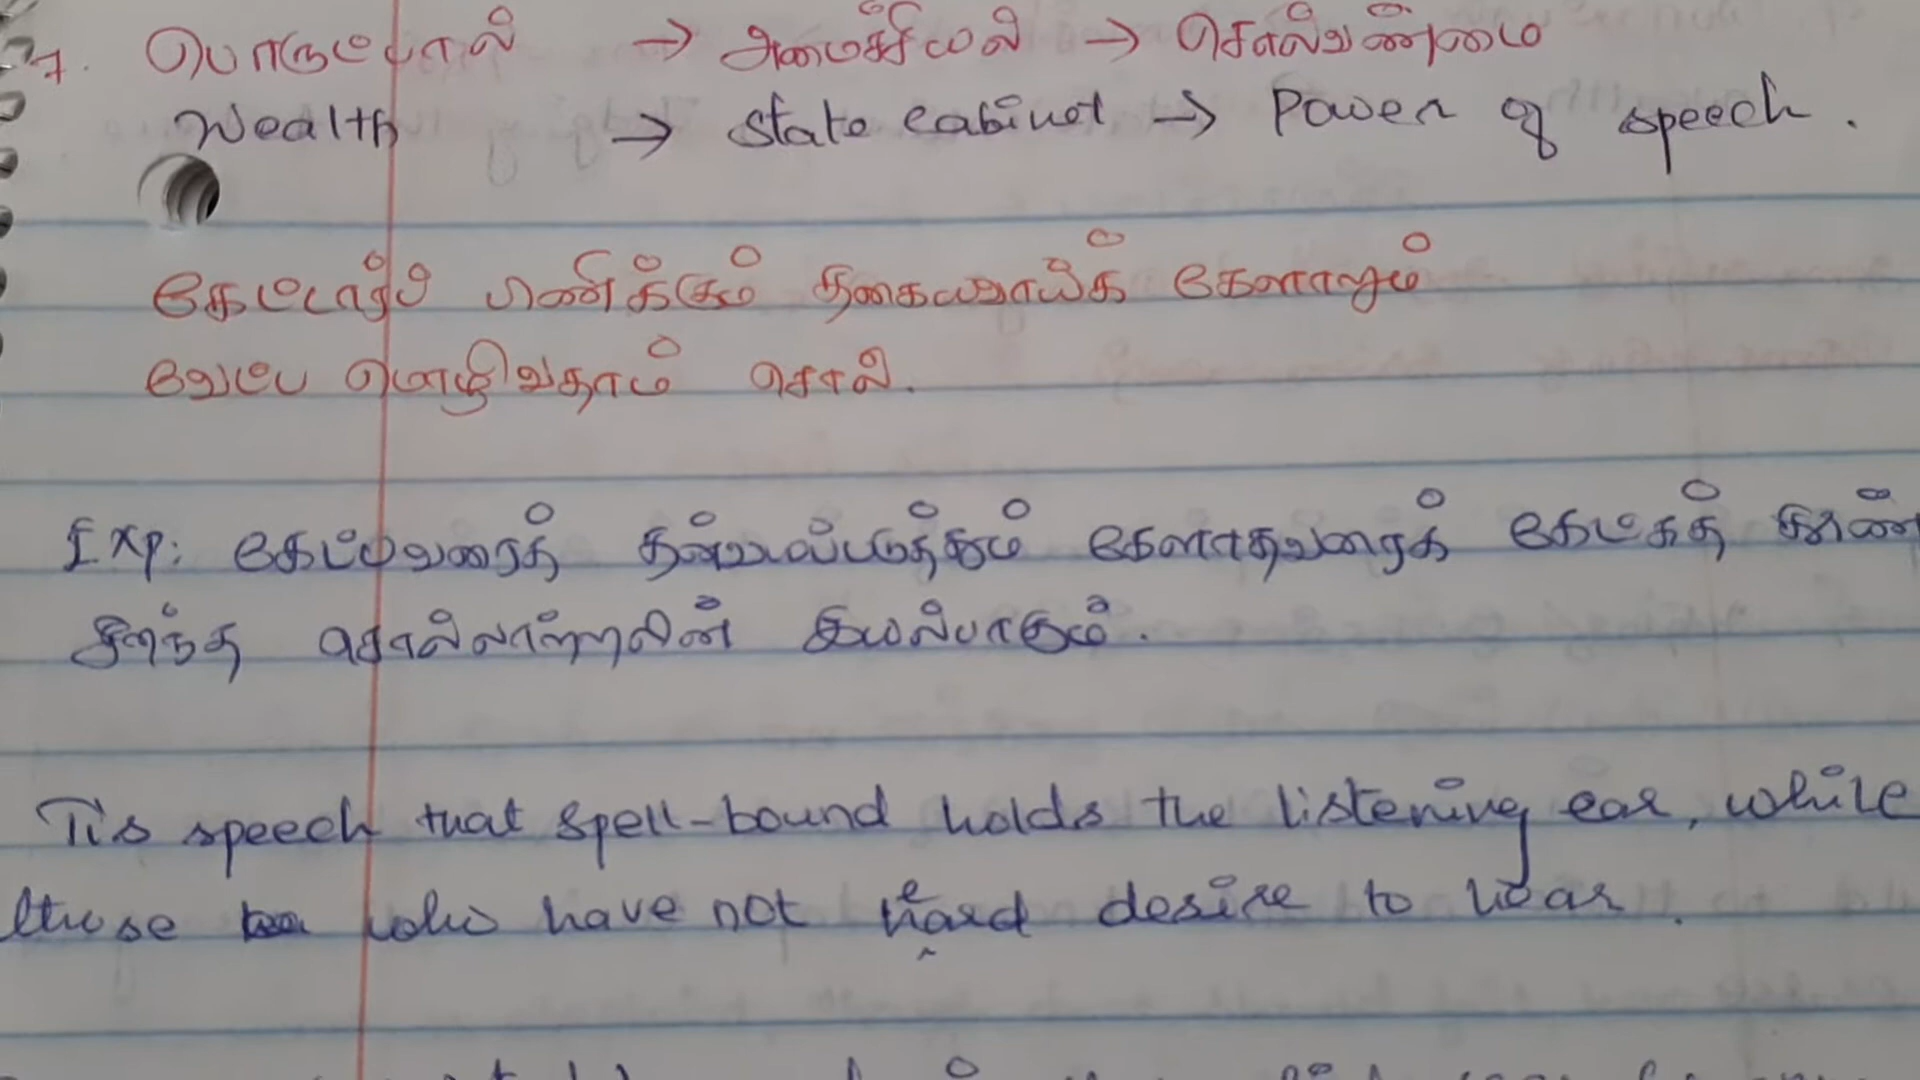 7. பொருட்பால் → அமைச்சியல் → சொல்வன்மை
Wealth → State cabinet → Power of speech.
கேட்டார்ப் பிணிக்கும் தகையவாய்க் கேளாரும்
வேட்ப மொழிவதாம் சொல்.
Exp: கேட்பவரைத் தன்வயப்படுத்தும் கேளாதவரைக் கேட்கத்
சிறந்த சொல்லாற்றலின் இயல்பாகும்.
Tis speech that spell-bound holds the listening ear, while
those who have not heard desire to hear.